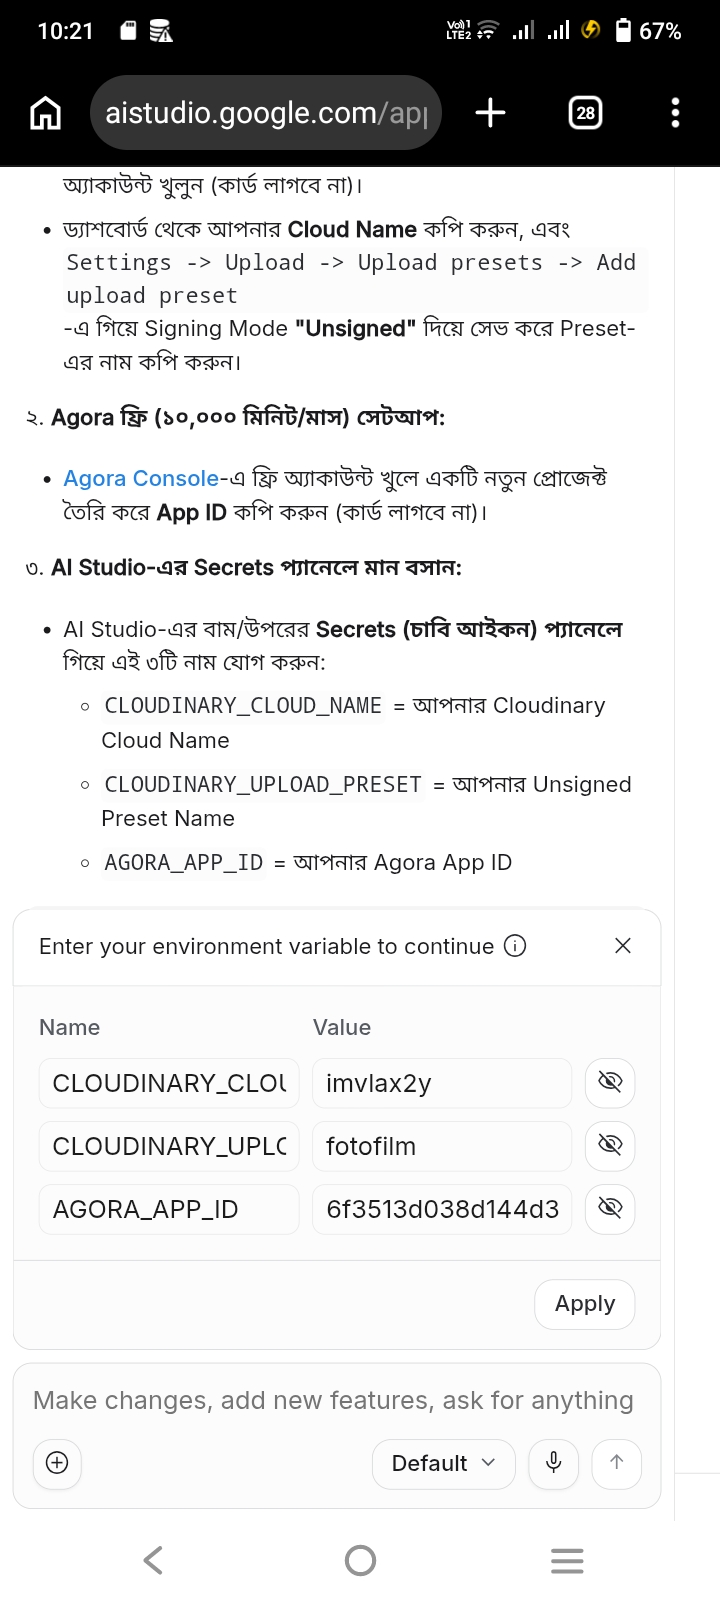 10:21
Vo))1
LTE2
67%
aistudio.google.com/app
28
অ্যাকাউন্ট খুলুন (কার্ড লাগবে না)।
• ড্যাশবোর্ড থেকে আপনার Cloud Name কপি করুন, এবং
Settings -> Upload -> Upload presets -> Add
upload preset
-এ গিয়ে Signing Mode "Unsigned" দিয়ে সেভ করে Preset-
এর নাম কপি করুন।
২. Agora ফ্রি (১০,০০০ মিনিট/মাস) সেটআপ:
• Agora Console-এ ফ্রি অ্যাকাউন্ট খুলে একটি নতুন প্রোজেক্ট
তৈরি করে App ID কপি করুন (কার্ড লাগবে না)।
৩. AI Studio-এর Secrets প্যানেলে মান বসান:
• AI Studio-এর বাম/উপরের Secrets (চাবি আইকন) প্যানেলে
গিয়ে এই ৩টি নাম যোগ করুন:
◦ CLOUDINARY_CLOUD_NAME = আপনার Cloudinary
Cloud Name
◦ CLOUDINARY_UPLOAD_PRESET = আপনার Unsigned
Preset Name
◦ AGORA_APP_ID = আপনার Agora App ID
Enter your environment variable to continue
Name Value
CLOUDINARY_CLOU imvlax2y
CLOUDINARY_UPLC fotofilm
AGORA_APP_ID 6f3513d038d144d3
Apply
Make changes, add new features, ask for anything
Default